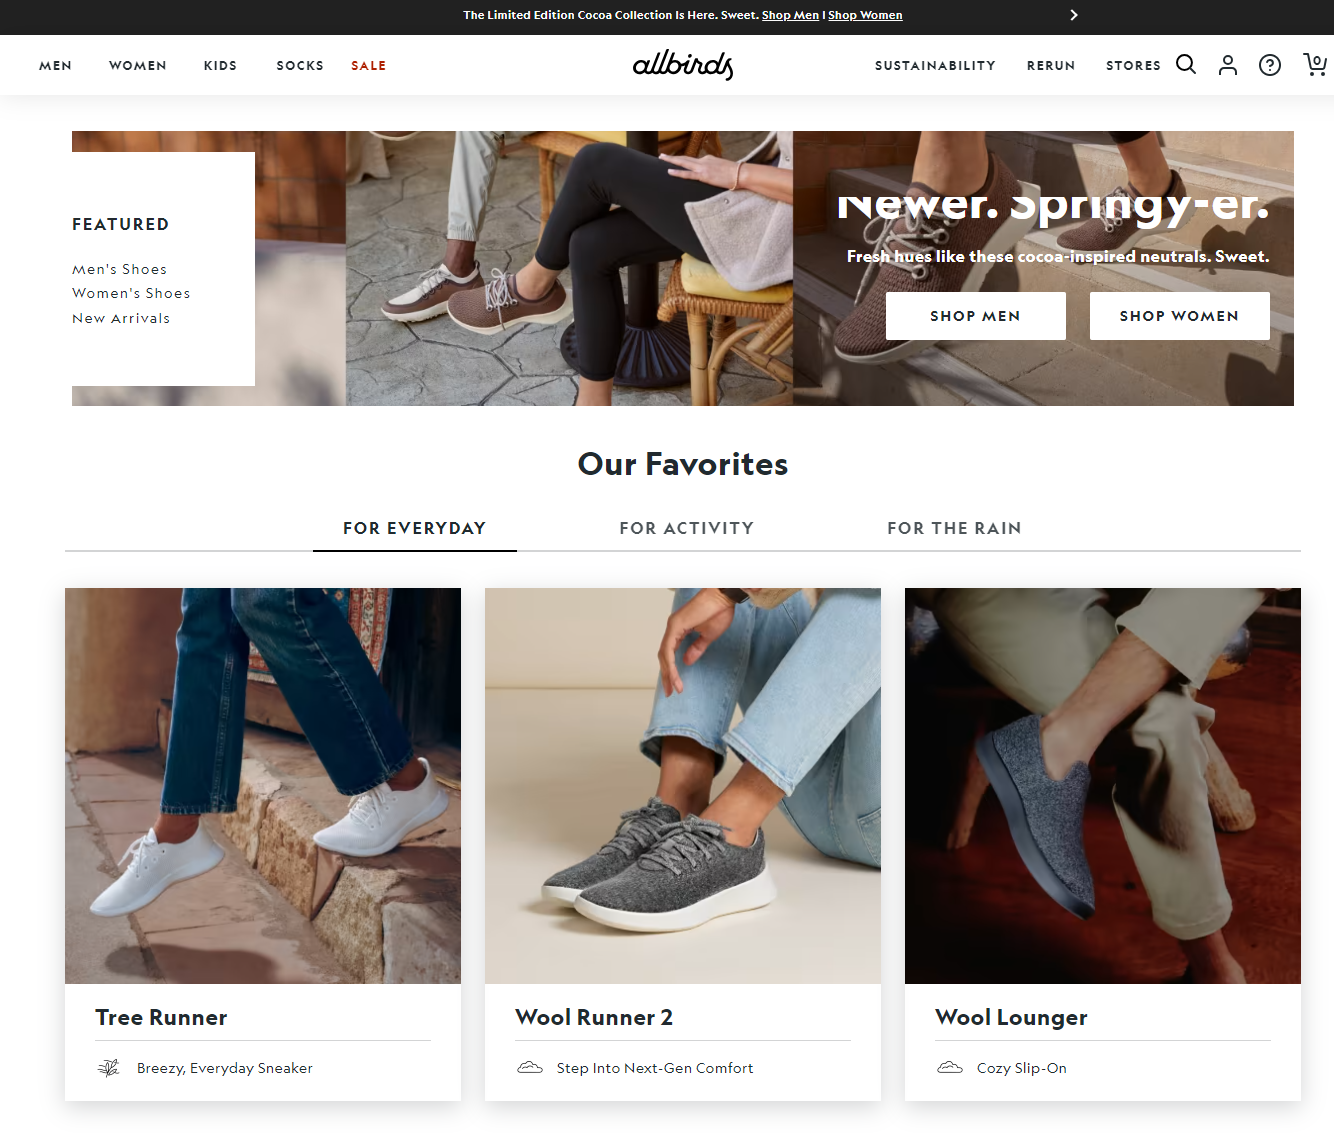 The Limited Edition Cocoa Collection Is Here. Sweet. Shop Men | Shop Women
MEN WOMEN KIDS SOCKS SALE allbirds SUSTAINABILITY RERUN STORES 0
FEATURED
Men's Shoes
Women's Shoes
New Arrivals
Newer. Springy-er.
Fresh hues like these cocoa-inspired neutrals. Sweet.
SHOP MEN SHOP WOMEN
Our Favorites
FOR EVERYDAY FOR ACTIVITY FOR THE RAIN
Tree Runner
Breezy, Everyday Sneaker
Wool Runner 2
Step Into Next-Gen Comfort
Wool Lounger
Cozy Slip-On